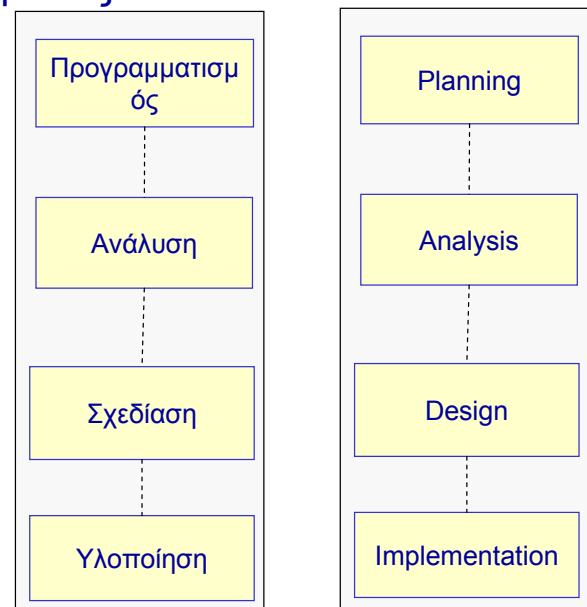 Προγραμματισμ
ός
Ανάλυση
Σχεδίαση
Υλοποίηση
Planning
Analysis
Design
Implementation